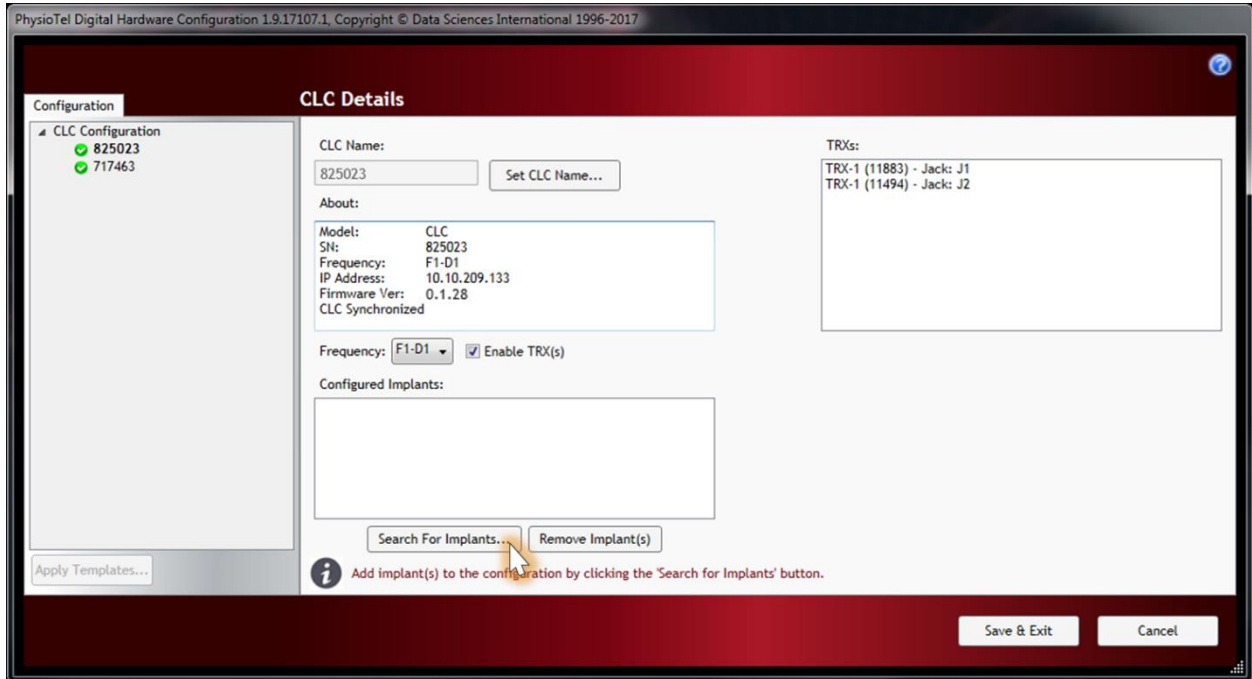 PhysioTel Digital Hardware Configuration 1.9.17107.1, Copyright © Data Sciences International 1996-2017
Configuration
CLC Configuration
825023
717463
Apply Templates...
CLC Details
CLC Name:
825023
Set CLC Name...
About:
Model: CLC
SN: 825023
Frequency: F1-D1
IP Address: 10.10.209.133
Firmware Ver: 0.1.28
CLC Synchronized
Frequency: F1-D1 Enable TRX(s)
Configured Implants:
Search For Implants... Remove Implant(s)
Add implant(s) to the configuration by clicking the 'Search for Implants' button.
TRXs:
TRX-1 (11883) - Jack: J1
TRX-1 (11494) - Jack: J2
Save & Exit Cancel